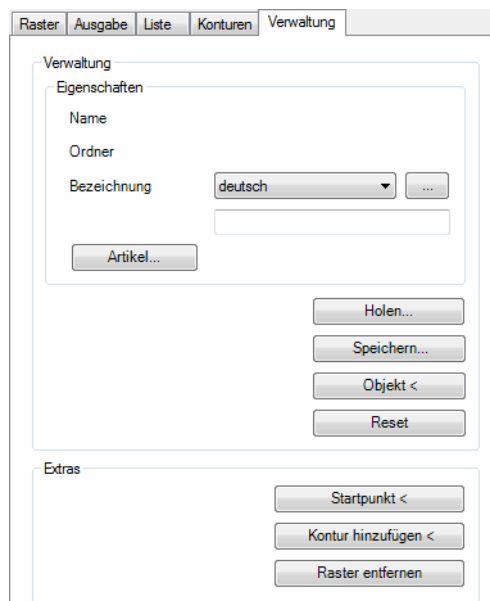 Raster Ausgabe Liste Konturen Verwaltung
Verwaltung
Eigenschaften
Name
Ordner
Bezeichnung deutsch ...
Artikel...
Holen...
Speichern...
Objekt <
Reset
Extras
Startpunkt <
Kontur hinzufügen <
Raster entfernen